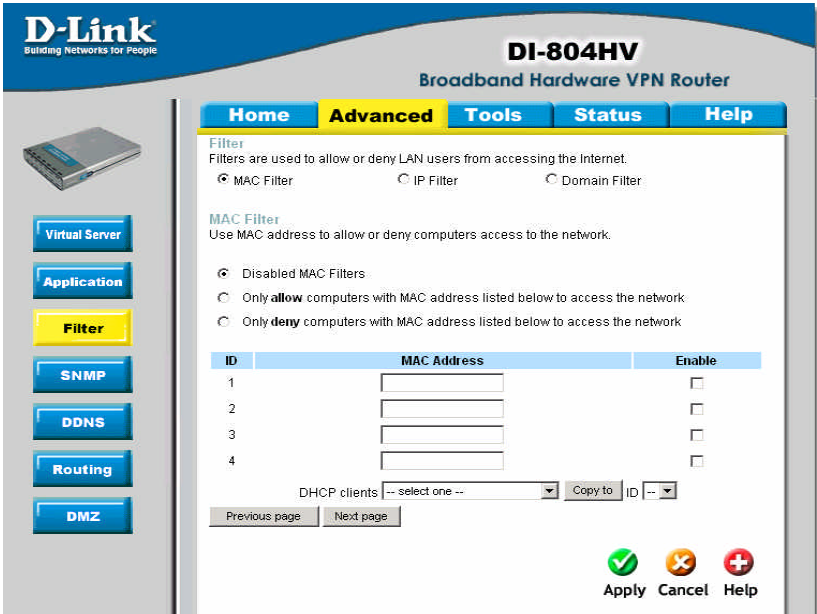 D-Link
Building Networks for People
DI-804HV
Broadband Hardware VPN Router
Home Advanced Tools Status Help
Virtual Server
Application
Filter
SNMP
DDNS
Routing
DMZ
Filter
Filters are used to allow or deny LAN users from accessing the Internet.
MAC Filter IP Filter Domain Filter
MAC Filter
Use MAC address to allow or deny computers access to the network.
Disabled MAC Filters
Only allow computers with MAC address listed below to access the network
Only deny computers with MAC address listed below to access the network
ID MAC Address Enable
1
2
3
4
DHCP clients -- select one -- Copy to ID --
Previous page Next page
Apply Cancel Help